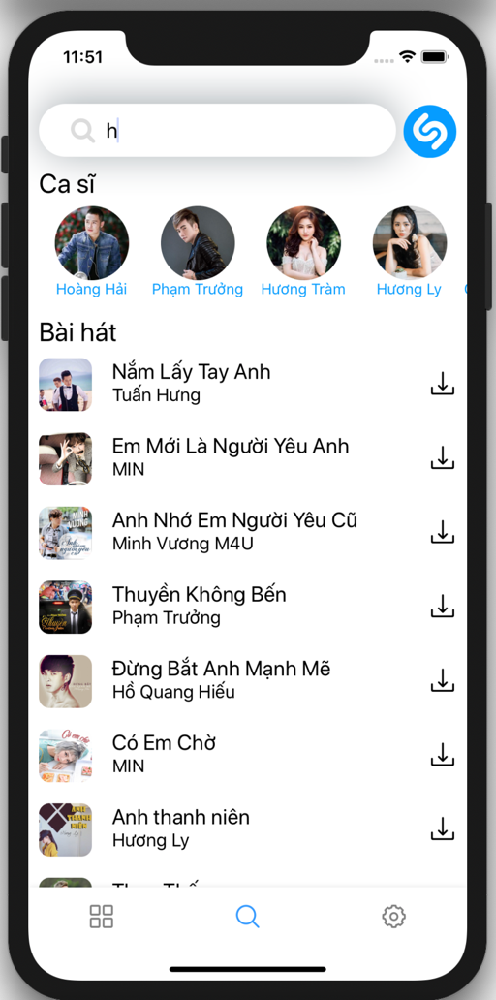 11:51
h
Ca sĩ
Hoàng Hải
Phạm Trưởng
Hương Tràm
Hương Ly
Bài hát
Nắm Lấy Tay Anh
Tuấn Hưng
Em Mới Là Người Yêu Anh
MIN
Anh Nhớ Em Người Yêu Cũ
Minh Vương M4U
Thuyền Không Bến
Phạm Trưởng
Đừng Bắt Anh Mạnh Mẽ
Hồ Quang Hiếu
Có Em Chờ
MIN
Anh thanh niên
Hương Ly